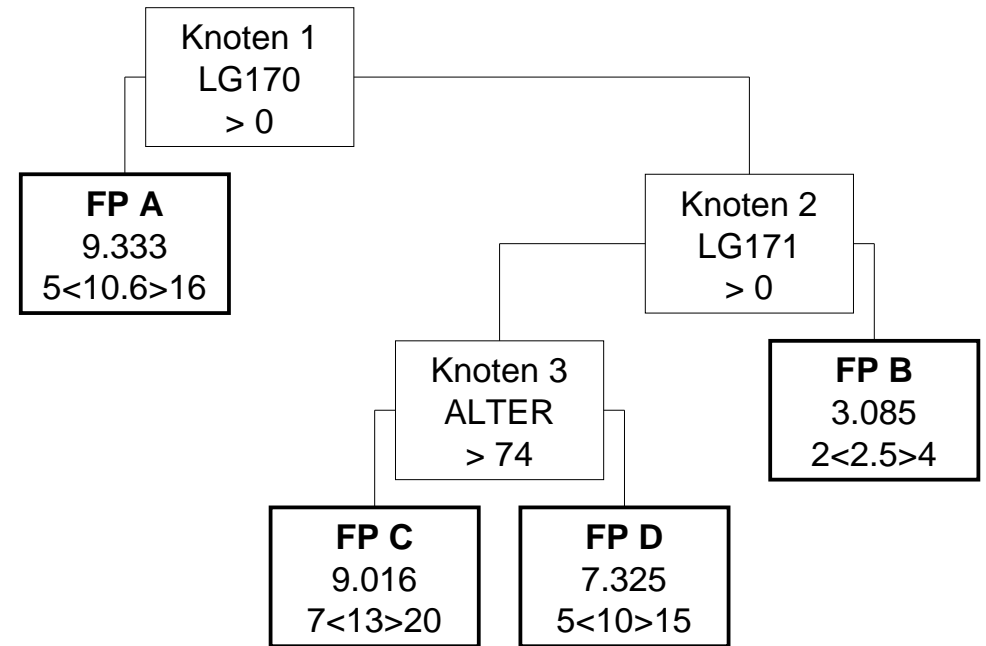 Knoten 1
LG170
> 0
FP A
9.333
5<10.6>16
Knoten 2
LG171
> 0
Knoten 3
ALTER
> 74
FP B
3.085
2<2.5>4
FP C
9.016
7<13>20
FP D
7.325
5<10>15